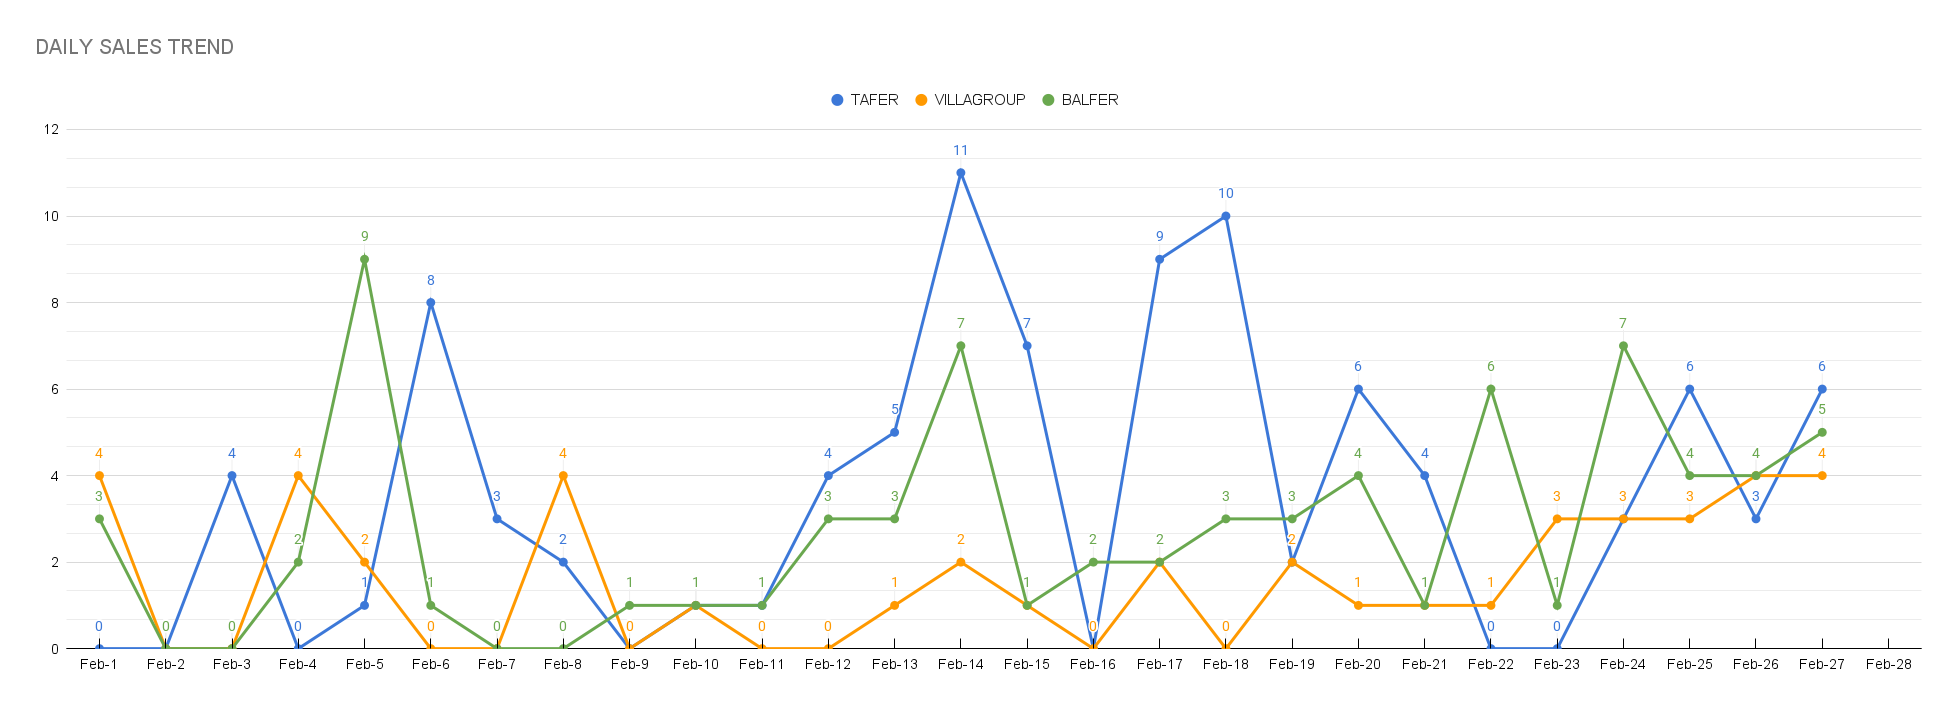 DAILY SALES TREND
TAFER VILLAGROUP BALFER
12
11
10
10
9 9
8
8
7 7 7
6 6 6 6 6
5 5
4 4 4 4 4 4 4 4 4 4
4
3 3 3 3 3 3 3 3 3 3
2 2 2 2 2 2 2
2
1 1 1 1 1 1 1 1 1 1 1
0 0 0 0 0 0 0 0 0 0 0 0 0 0 0
0
Feb-1 Feb-2 Feb-3 Feb-4 Feb-5 Feb-6 Feb-7 Feb-8 Feb-9 Feb-10 Feb-11 Feb-12 Feb-13 Feb-14 Feb-15 Feb-16 Feb-17 Feb-18 Feb-19 Feb-20 Feb-21 Feb-22 Feb-23 Feb-24 Feb-25 Feb-26 Feb-27 Feb-28